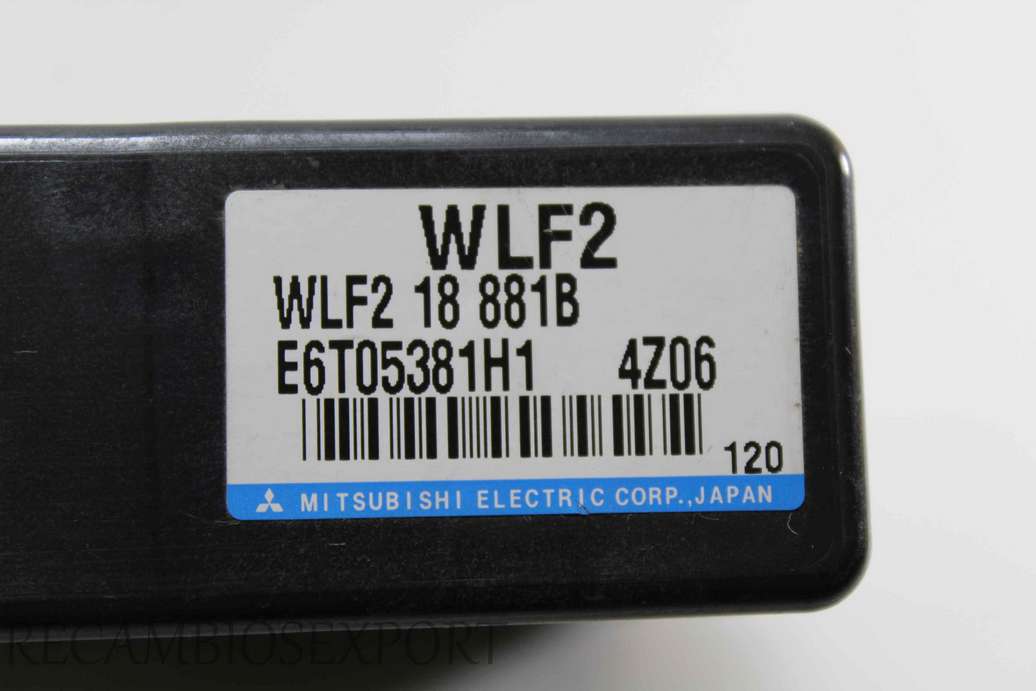 WLF2
WLF2 18 881B
E6T05381H1 4Z06
120
MITSUBISHI ELECTRIC CORP.,JAPAN
RECAMBIOSEXPORT